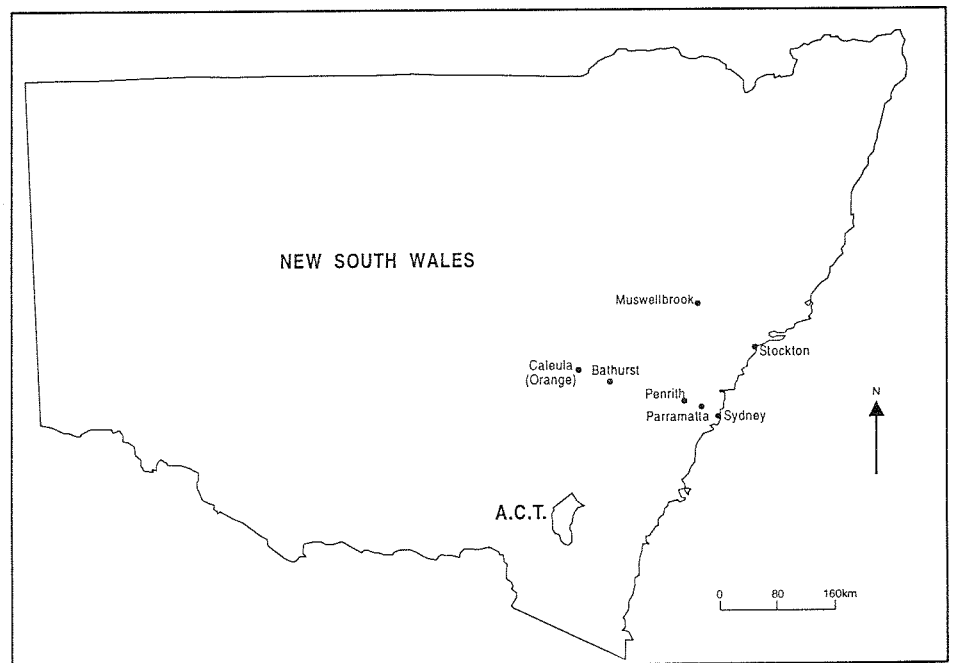 NEW SOUTH WALES
Muswellbrook
Stockton
Caleula
(Orange)
Bathurst
Penrith
Parramatta
Sydney
N
A.C.T.
0 80 160km